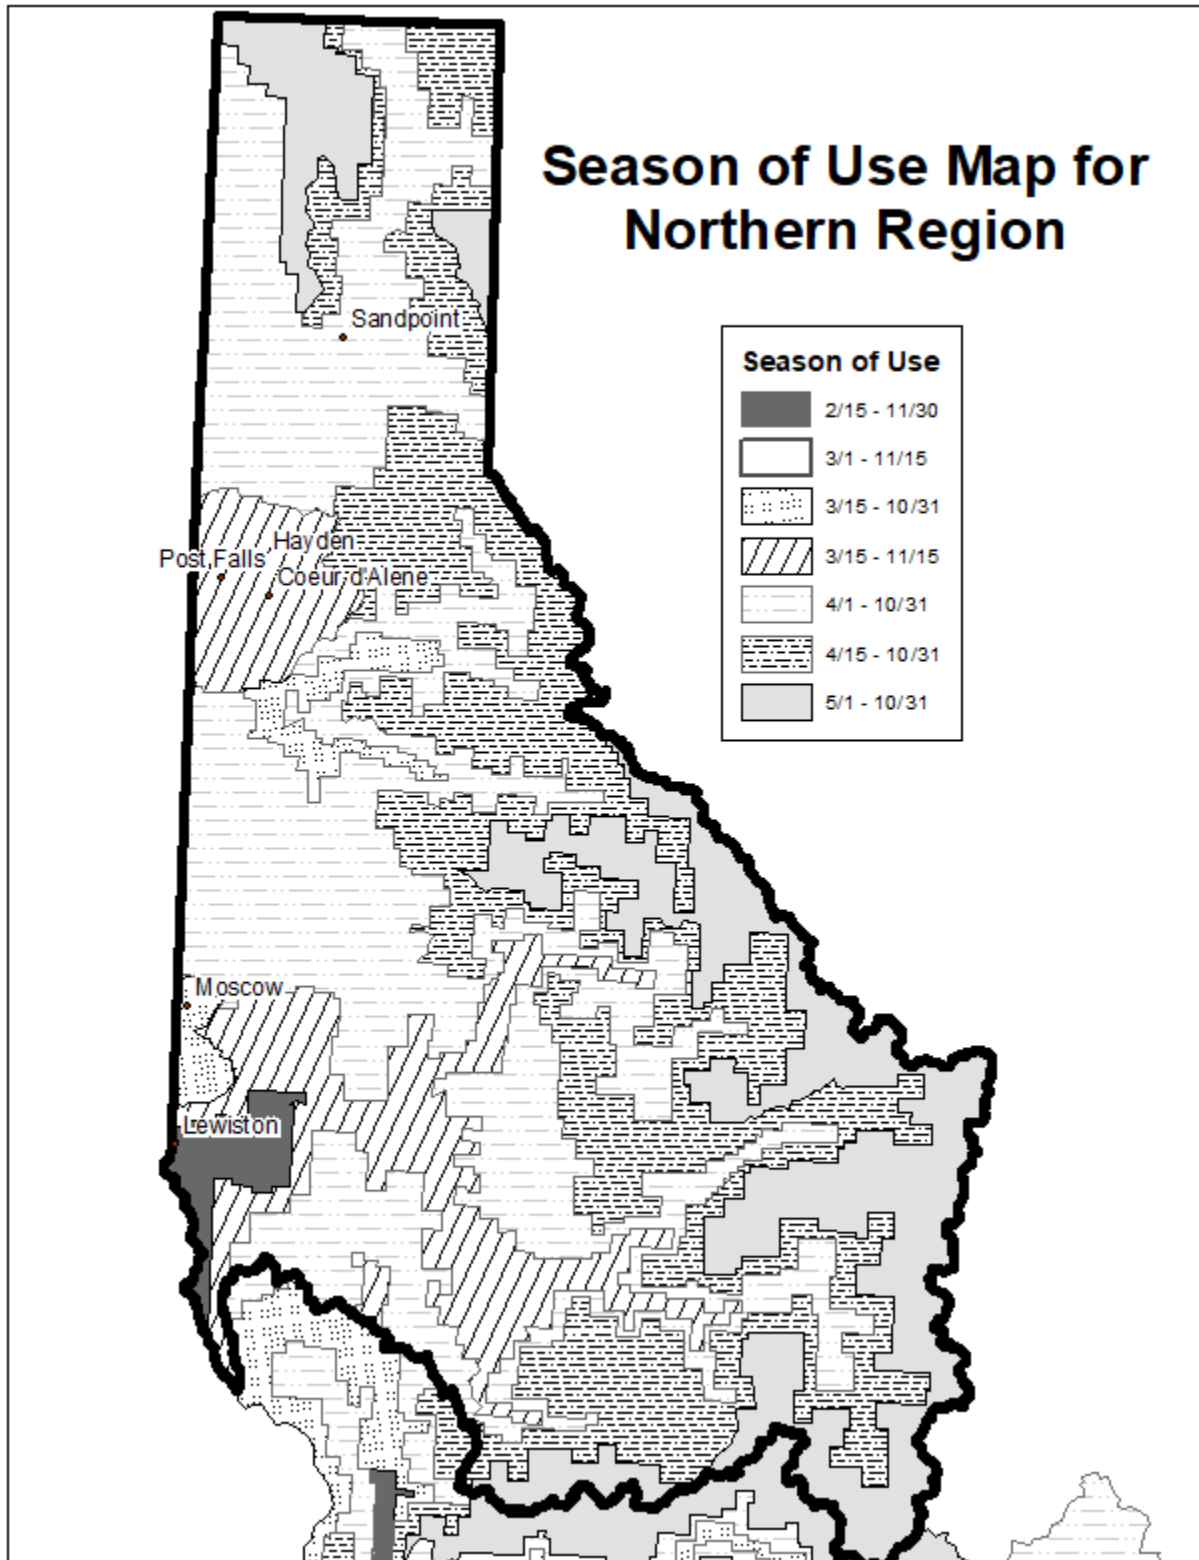 Season of Use Map for
Northern Region
Sandpoint
Season of Use
2/15 - 11/30
3/1 - 11/15
3/15 - 10/31
3/15 - 11/15
4/1 - 10/31
4/15 - 10/31
5/1 - 10/31
Hayden
Post Falls
Coeur d'Alene
Moscow
Lewiston